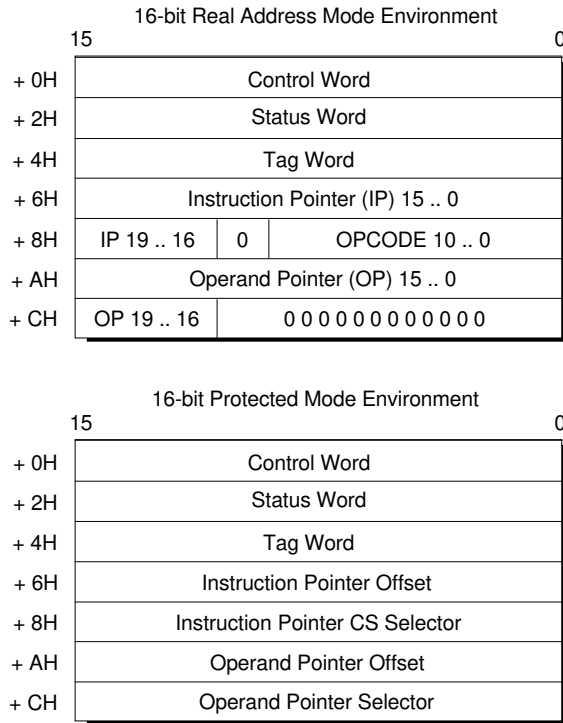 16-bit Real Address Mode Environment
15 0
+ 0H Control Word
+ 2H Status Word
+ 4H Tag Word
+ 6H Instruction Pointer (IP) 15 .. 0
+ 8H IP 19 .. 16 0 OPCODE 10 .. 0
+ AH Operand Pointer (OP) 15 .. 0
+ CH OP 19 .. 16 0 0 0 0 0 0 0 0 0 0 0 0
16-bit Protected Mode Environment
15 0
+ 0H Control Word
+ 2H Status Word
+ 4H Tag Word
+ 6H Instruction Pointer Offset
+ 8H Instruction Pointer CS Selector
+ AH Operand Pointer Offset
+ CH Operand Pointer Selector